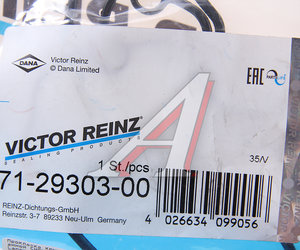 DANA
Victor Reinz
© Dana Limited
EAC
VICTOR REINZ®
SEALING PRODUCTS
1 St./pcs
35/V
71-29303-00
REINZ-Dichtungs-GmbH
Reinzstr. 3-7 89233 Neu-Ulm Germany
4 026634 099056